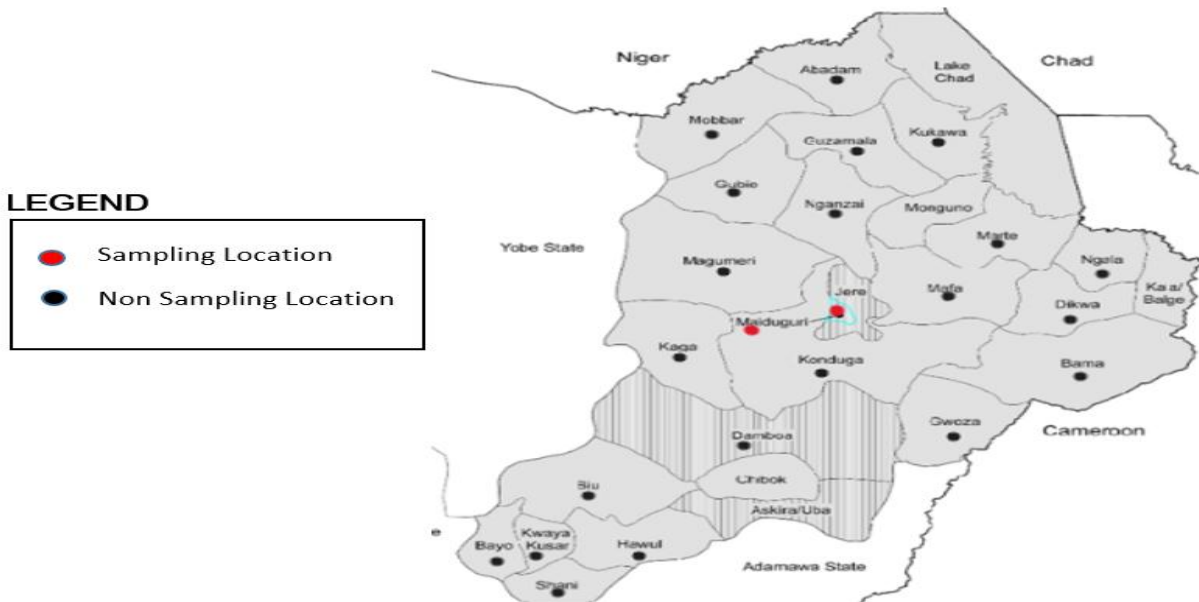 Niger
Chad
Abadam
Lake
Chad
Mobbar
Guzamala
Kukawa
LEGEND
Gubio
Nganzai
Monguno
Marte
Yobe State
Sampling Location
Magumeri
Ngala
Jere
Mafa
Kala/
Balge
Non Sampling Location
Dikwa
Maiduguri
Kaga
Konduga
Bama
Gwoza
Cameroon
Damboa
Chibok
Biu
Askira/Uba
e
Kwaya
Kusar
Bayo
Hawul
Adamawa State
Shani